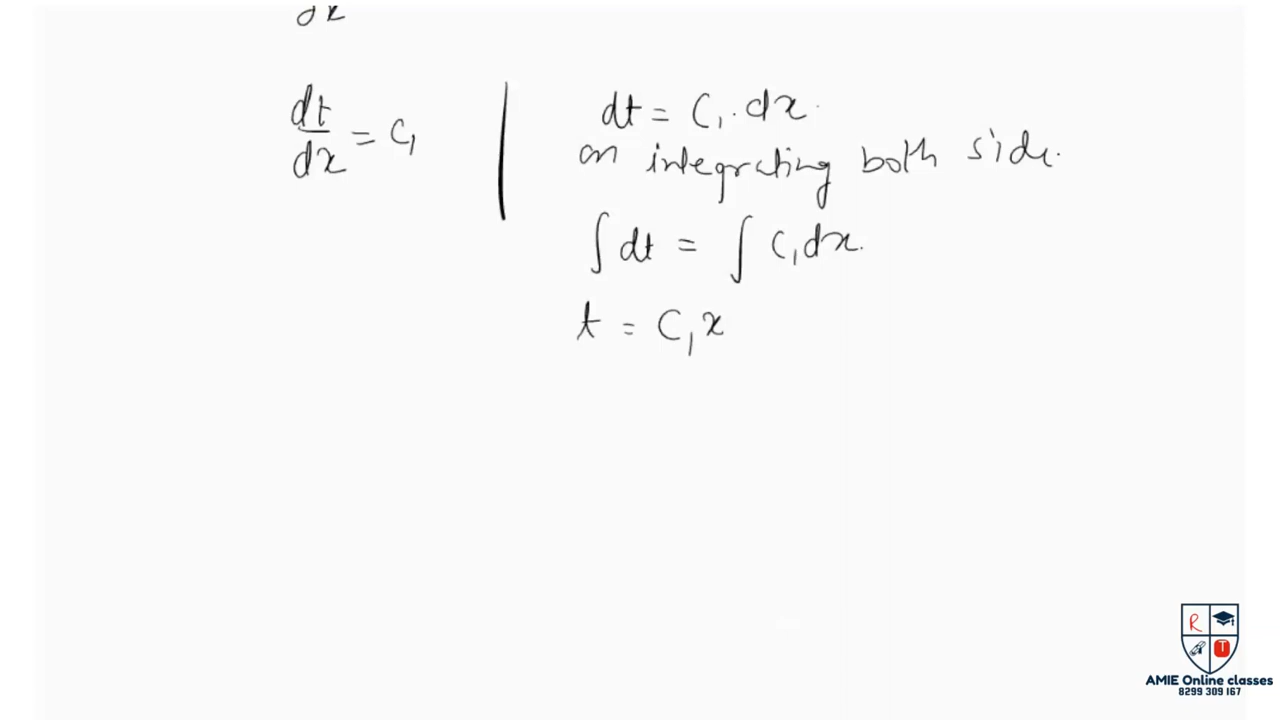 dx
dt/dx = C₁
dt = C₁.dx.
on integrating both side.
∫dt = ∫C₁dx.
t = C₁x
R
T
AMIE Online classes
8299 309 167